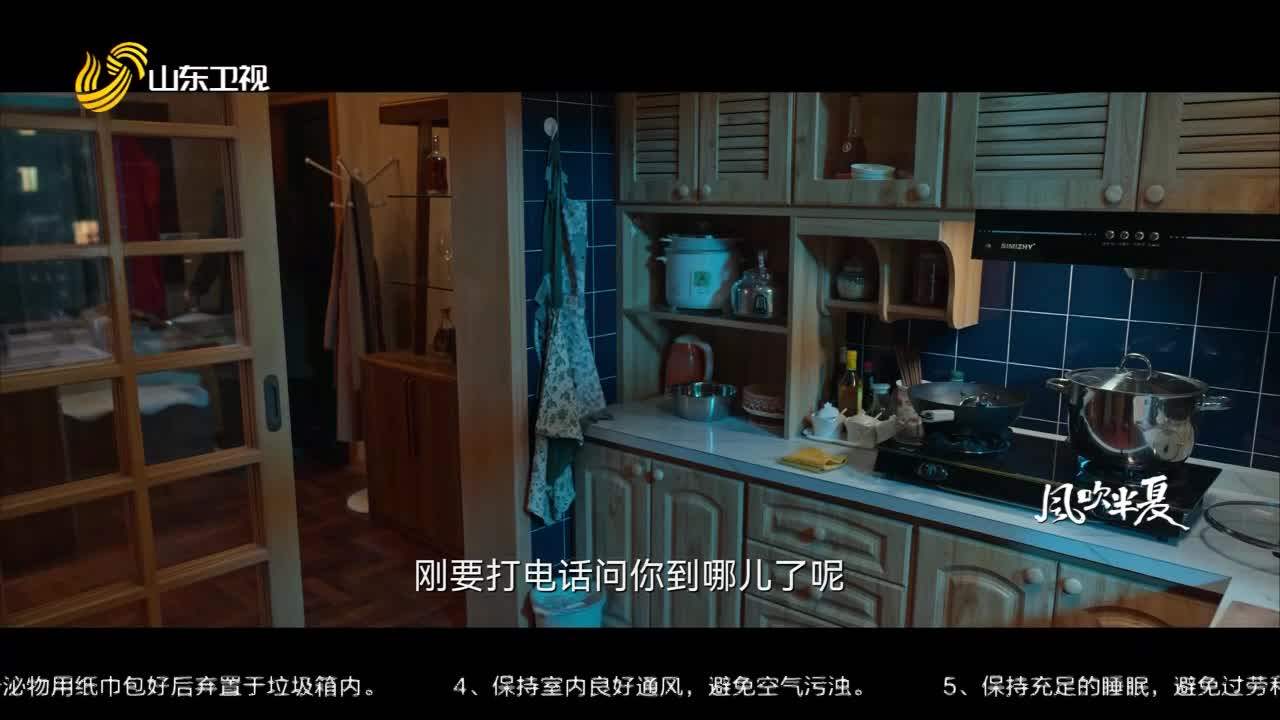 山东卫视
SIMIZHY
风吹半夏
刚要打电话问你到哪儿了呢
泌物用纸巾包好后弃置于垃圾箱内。 4、保持室内良好通风，避免空气污浊。 5、保持充足的睡眠，避免过劳